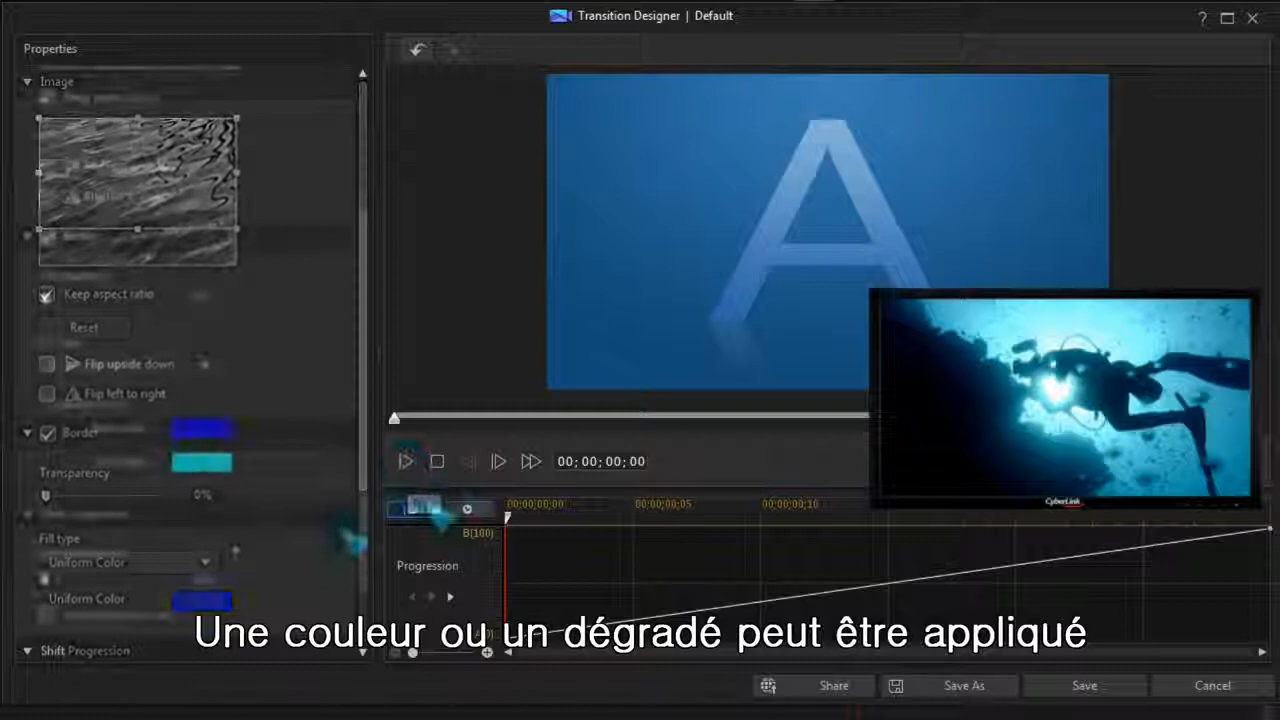 Transition Designer | Default
?
Properties
Image
A
Keep aspect ratio
Reset
Flip upside down
Flip left to right
Border
Transparency
0%
Fill type
Uniform Color
Uniform Color
Shift Progression
00;00;00;00
00;00;00;00
00;00;00;05
00;00;00;10
B(100)
Progression
CyberLink
Une couleur ou un dégradé peut être appliqué
Share
Save As
Save
Cancel